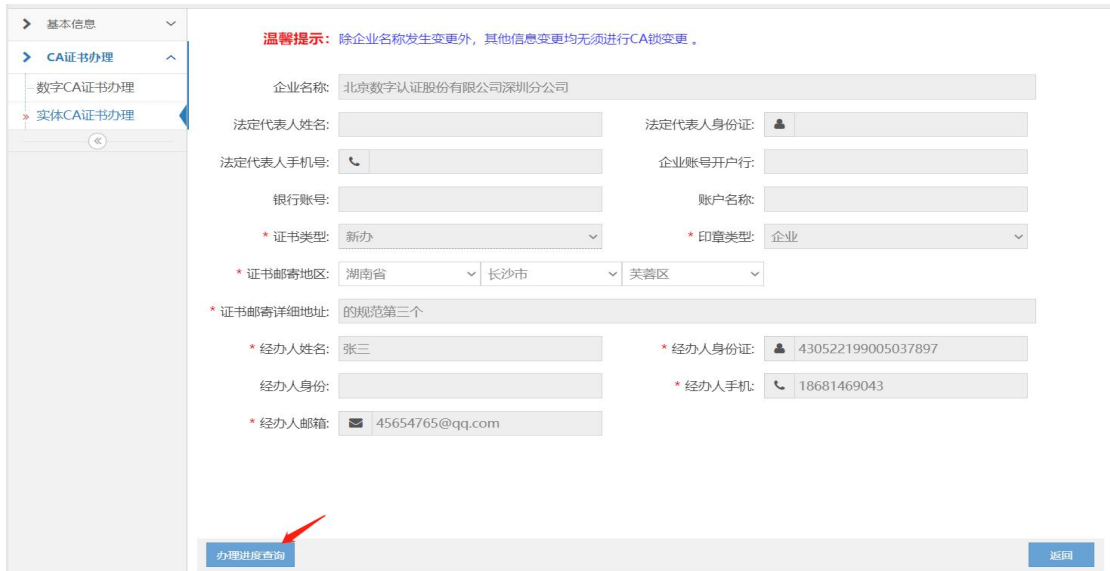 基本信息
CA证书办理
数字CA证书办理
实体CA证书办理
温馨提示：除企业名称发生变更外，其他信息变更均无须进行CA锁变更 。
企业名称: 北京数字认证股份有限公司深圳分公司
法定代表人姓名: 法定代表人身份证:
法定代表人手机号: 企业账号开户行:
银行账号: 账户名称:
* 证书类型: 新办 * 印章类型: 企业
* 证书邮寄地区: 湖南省 长沙市 芙蓉区
* 证书邮寄详细地址: 的规范第三个
* 经办人姓名: 张三 * 经办人身份证: 430522199005037897
经办人身份: * 经办人手机: 18681469043
* 经办人邮箱: 45654765@qq.com
办理进度查询 返回